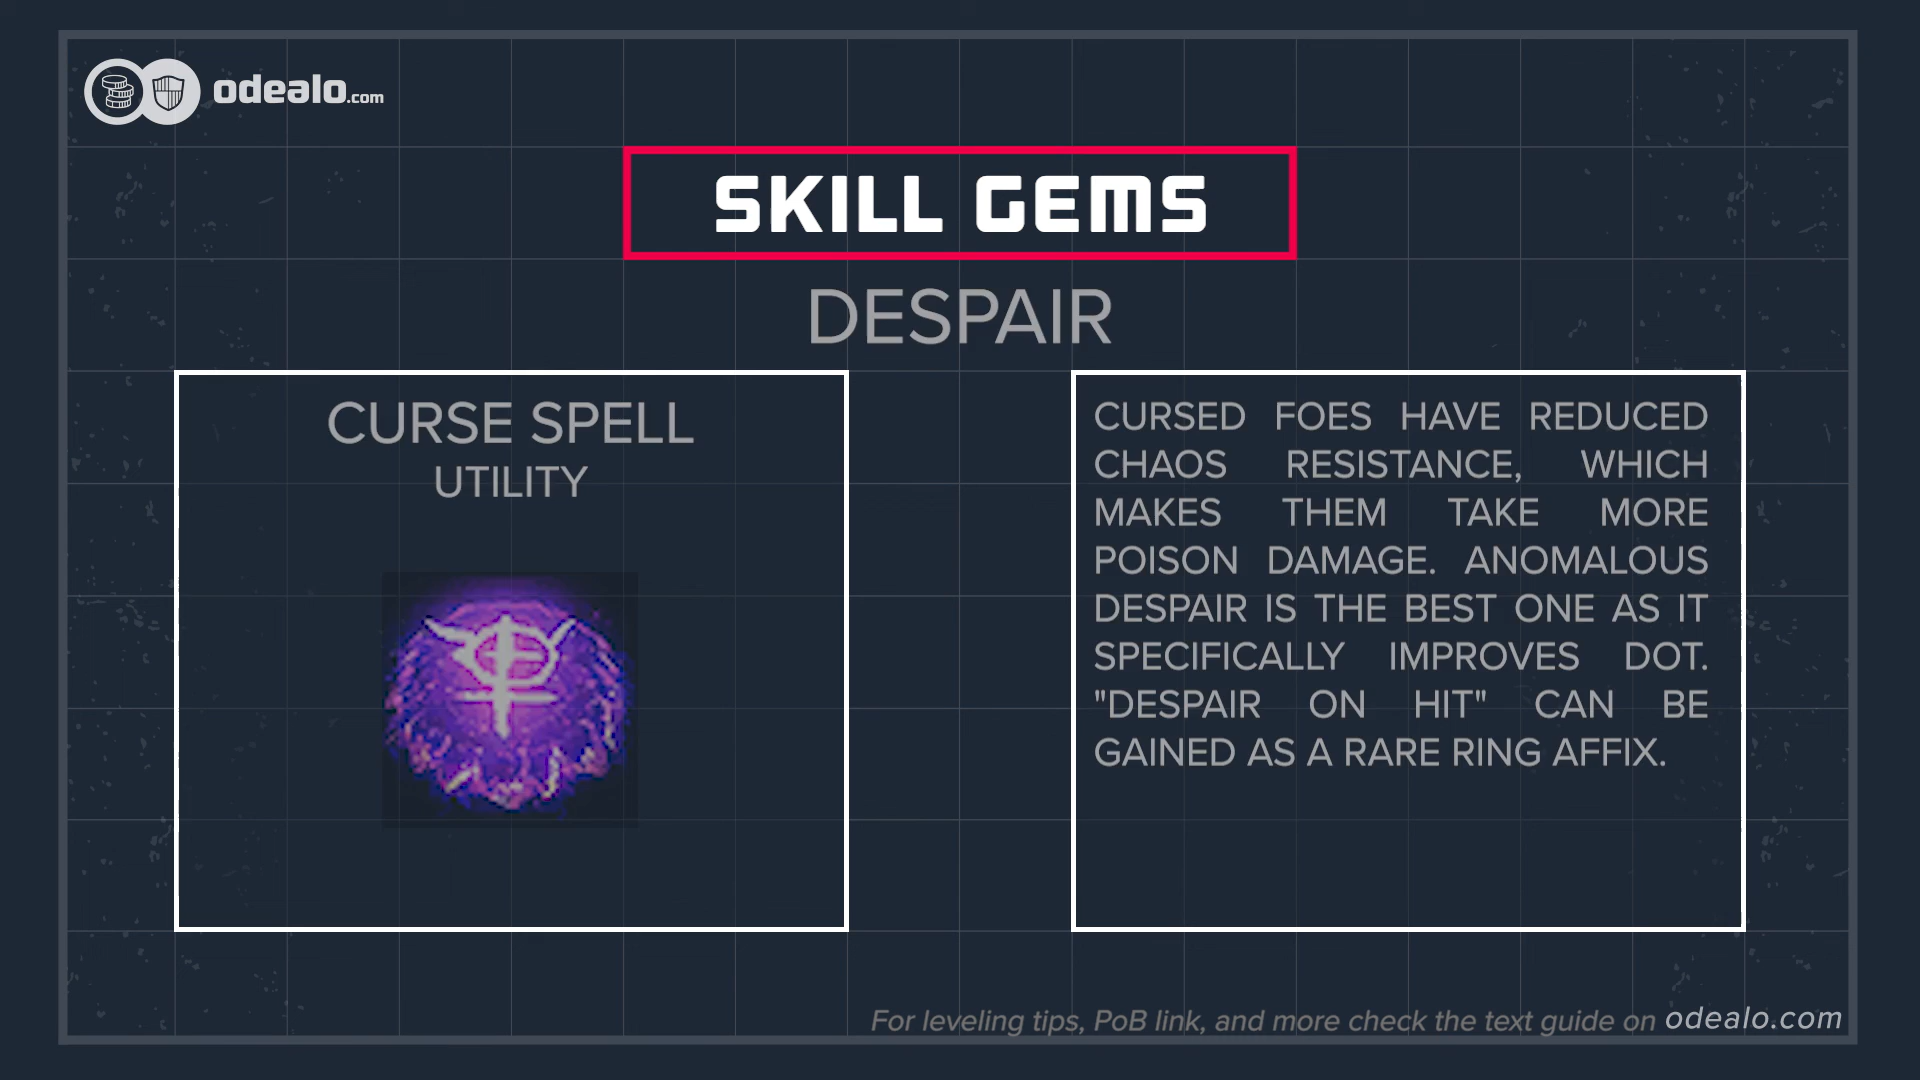 odealo.com
SKILL GEMS
DESPAIR
CURSE SPELL
UTILITY
CURSED FOES HAVE REDUCED
CHAOS RESISTANCE, WHICH
MAKES THEM TAKE MORE
POISON DAMAGE. ANOMALOUS
DESPAIR IS THE BEST ONE AS IT
SPECIFICALLY IMPROVES DOT.
"DESPAIR ON HIT" CAN BE
GAINED AS A RARE RING AFFIX.
For leveling tips, PoB link, and more check the text guide on odealo.com